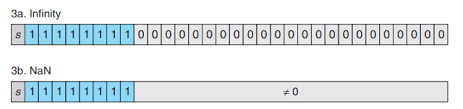 3a. Infinity
s 1 1 1 1 1 1 1 1 0 0 0 0 0 0 0 0 0 0 0 0 0 0 0 0 0 0 0 0 0 0 0
3b. NaN
s 1 1 1 1 1 1 1 1 ≠ 0